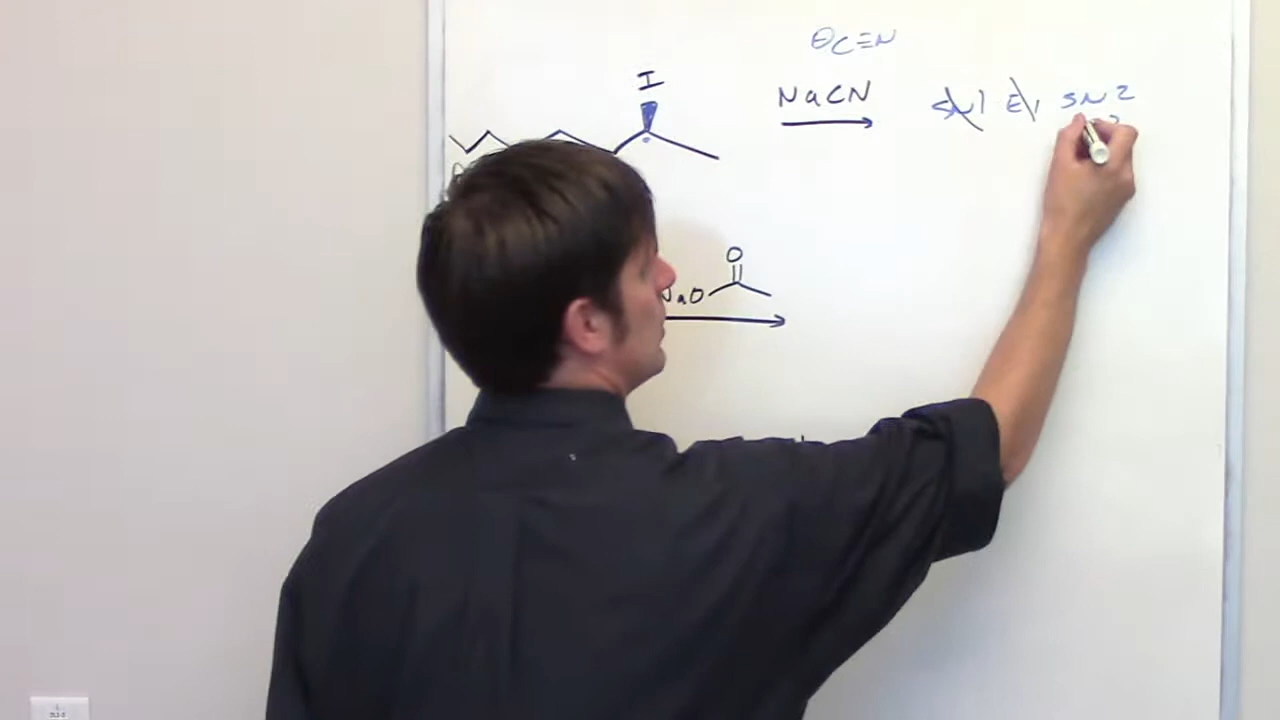 ⊖C≡N
I
NaCN SN1 E1 SN2
O
NaO